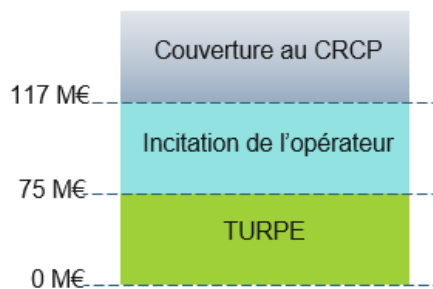 Couverture au CRCP
117 M€
Incitation de l'opérateur
75 M€
TURPE
0 M€